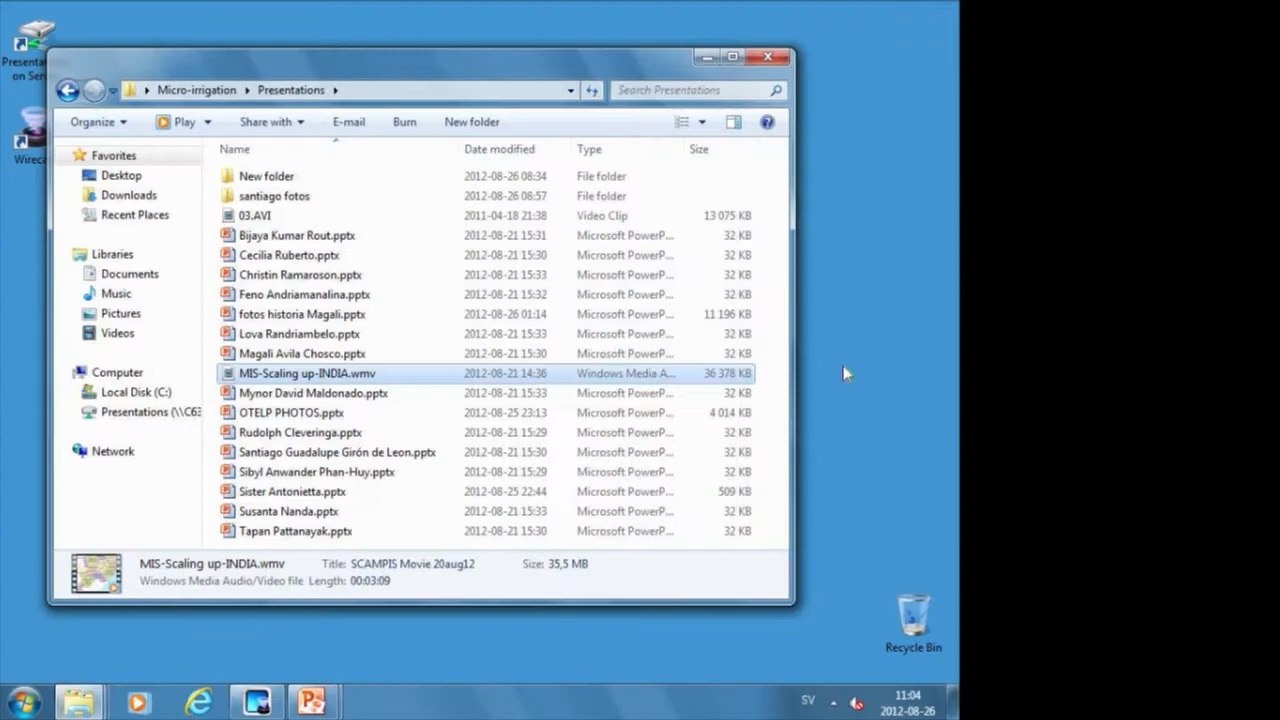 Presentat
on Serv
Wireca
Micro-irrigation Presentations Search Presentations
Organize Play Share with E-mail Burn New folder
Name Date modified Type Size
Favorites
Desktop
Downloads
Recent Places
Libraries
Documents
Music
Pictures
Videos
Computer
Local Disk (C:)
Presentations (\\C63
Network
New folder 2012-08-26 08:34 File folder
santiago fotos 2012-08-26 08:57 File folder
03.AVI 2011-04-18 21:38 Video Clip 13 075 KB
Bijaya Kumar Rout.pptx 2012-08-21 15:31 Microsoft PowerP... 32 KB
Cecilia Ruberto.pptx 2012-08-21 15:30 Microsoft PowerP... 32 KB
Christin Ramaroson.pptx 2012-08-21 15:33 Microsoft PowerP... 32 KB
Feno Andriamanalina.pptx 2012-08-21 15:32 Microsoft PowerP... 32 KB
fotos historia Magali.pptx 2012-08-26 01:14 Microsoft PowerP... 11 196 KB
Lova Randriambelo.pptx 2012-08-21 15:33 Microsoft PowerP... 32 KB
Magali Avila Chosco.pptx 2012-08-21 15:30 Microsoft PowerP... 32 KB
MIS-Scaling up-INDIA.wmv 2012-08-21 14:36 Windows Media A... 36 378 KB
Mynor David Maldonado.pptx 2012-08-21 15:33 Microsoft PowerP... 32 KB
OTELP PHOTOS.pptx 2012-08-25 23:13 Microsoft PowerP... 4 014 KB
Rudolph Cleveringa.pptx 2012-08-21 15:29 Microsoft PowerP... 32 KB
Santiago Guadalupe Girón de Leon.pptx 2012-08-21 15:30 Microsoft PowerP... 32 KB
Sibyl Anwander Phan-Huy.pptx 2012-08-21 15:29 Microsoft PowerP... 32 KB
Sister Antonietta.pptx 2012-08-25 22:44 Microsoft PowerP... 509 KB
Susanta Nanda.pptx 2012-08-21 15:33 Microsoft PowerP... 32 KB
Tapan Pattanayak.pptx 2012-08-21 15:30 Microsoft PowerP... 32 KB
MIS-Scaling up-INDIA.wmv Title: SCAMPIS Movie 20aug12 Size: 35,5 MB
Windows Media Audio/Video file Length: 00:03:09
Recycle Bin
SV 11:04
2012-08-26